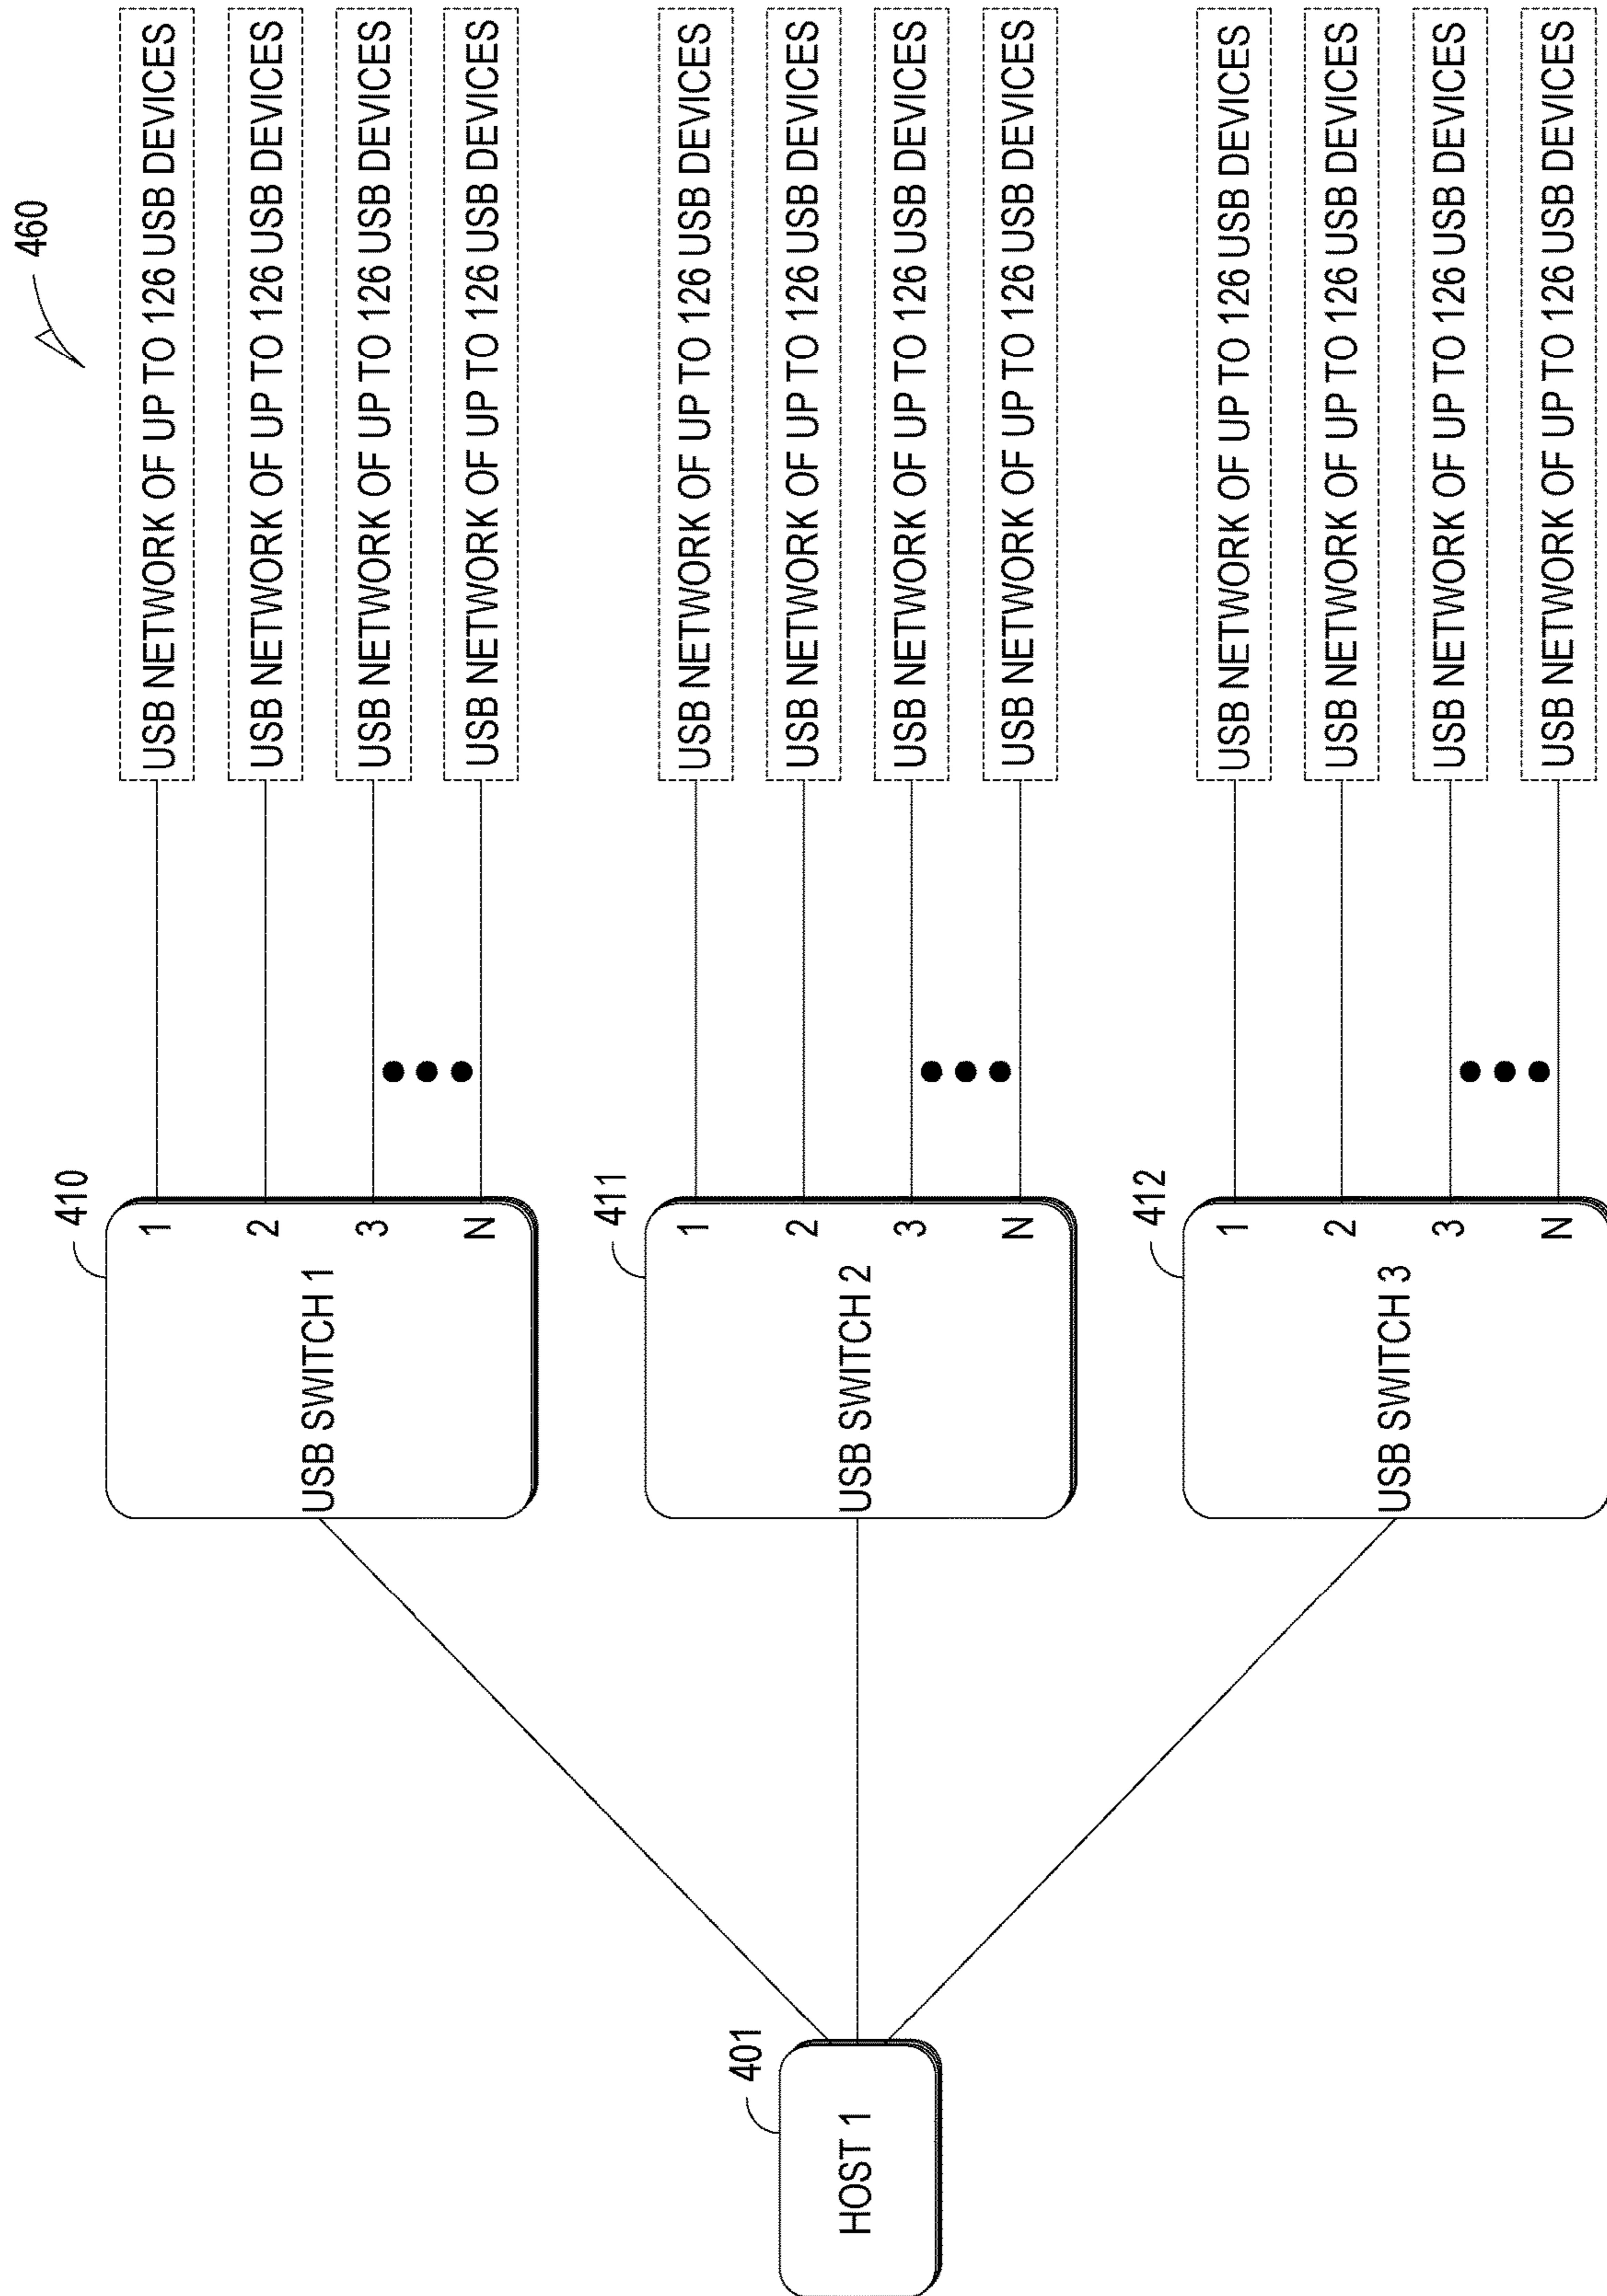 460
410
USB SWITCH 1
1
2
3
N
USB NETWORK OF UP TO 126 USB DEVICES
USB NETWORK OF UP TO 126 USB DEVICES
USB NETWORK OF UP TO 126 USB DEVICES
USB NETWORK OF UP TO 126 USB DEVICES
401
HOST 1
411
USB SWITCH 2
1
2
3
N
USB NETWORK OF UP TO 126 USB DEVICES
USB NETWORK OF UP TO 126 USB DEVICES
USB NETWORK OF UP TO 126 USB DEVICES
USB NETWORK OF UP TO 126 USB DEVICES
412
USB SWITCH 3
1
2
3
N
USB NETWORK OF UP TO 126 USB DEVICES
USB NETWORK OF UP TO 126 USB DEVICES
USB NETWORK OF UP TO 126 USB DEVICES
USB NETWORK OF UP TO 126 USB DEVICES